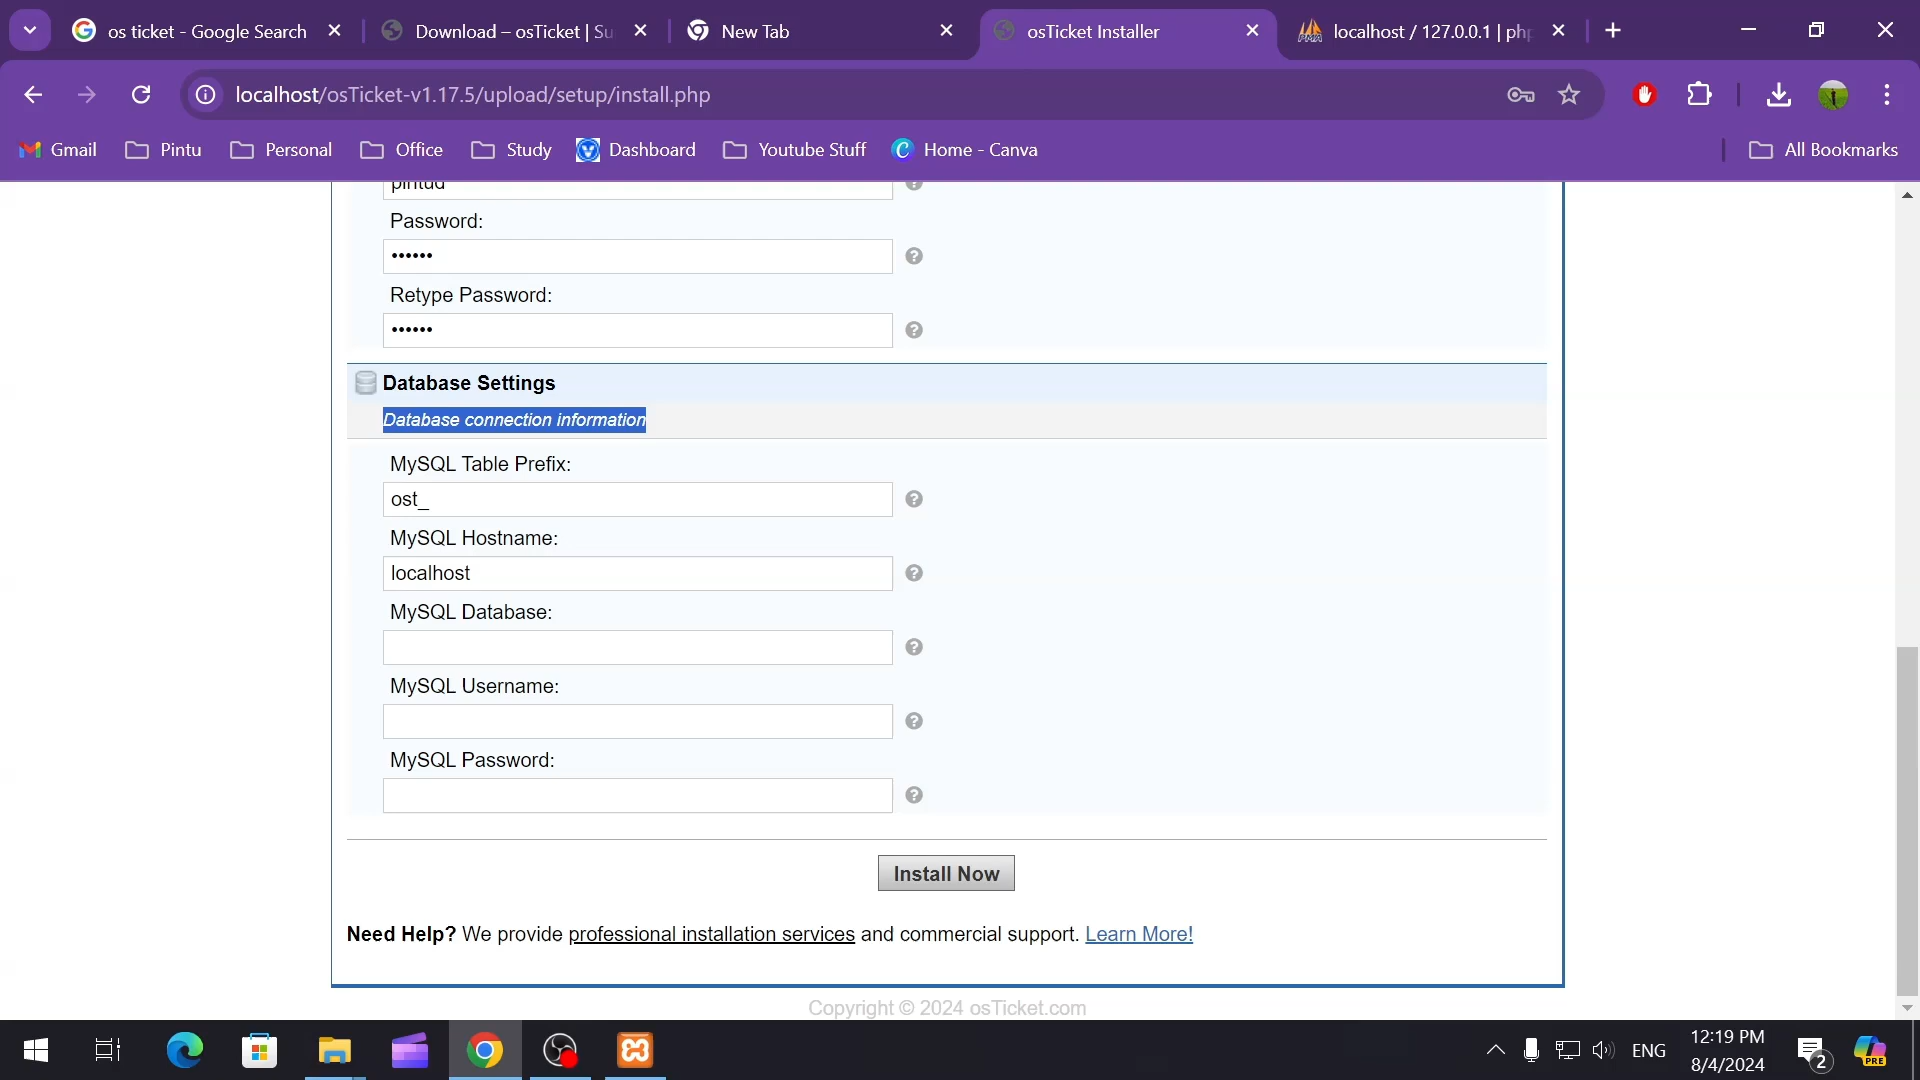 os ticket - Google Search
Download – osTicket | Su
New Tab
osTicket Installer
localhost / 127.0.0.1 | php
localhost/osTicket-v1.17.5/upload/setup/install.php
Gmail
Pintu
Personal
Office
Study
Dashboard
Youtube Stuff
Home - Canva
All Bookmarks
pintud
Password:
••••••
Retype Password:
••••••
Database Settings
Database connection information
MySQL Table Prefix:
ost_
MySQL Hostname:
localhost
MySQL Database:
MySQL Username:
MySQL Password:
Install Now
Need Help? We provide professional installation services and commercial support. Learn More!
Copyright © 2024 osTicket.com
ENG
12:19 PM
8/4/2024
2
PRE